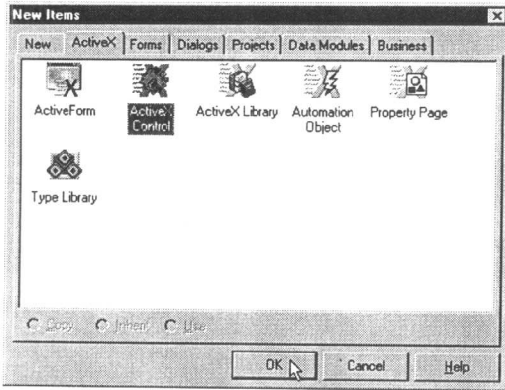 New Items
New ActiveX Forms Dialogs Projects Data Modules Business
ActiveForm ActiveX Control ActiveX Library Automation Object Property Page
Type Library
Copy Inherit Use
OK Cancel Help